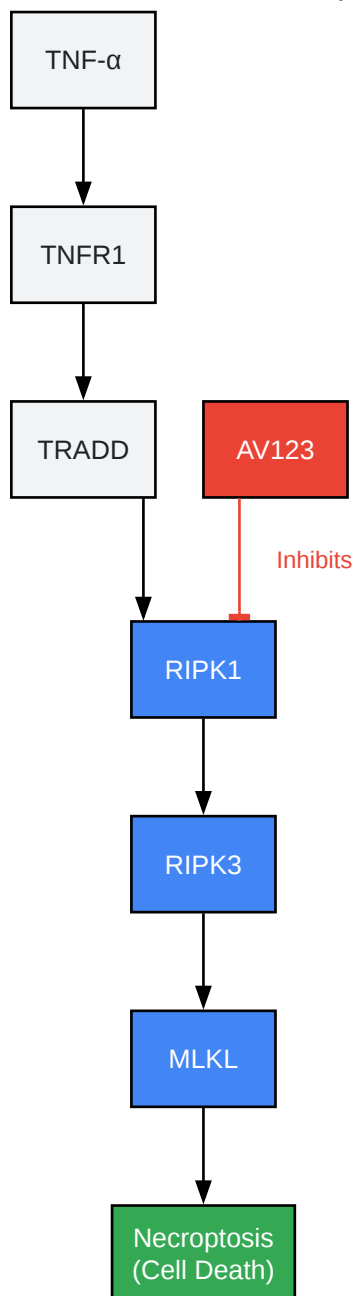 TNF-α
TNFR1
TRADD
AV123
Inhibits
RIPK1
RIPK3
MLKL
Necroptosis
(Cell Death)